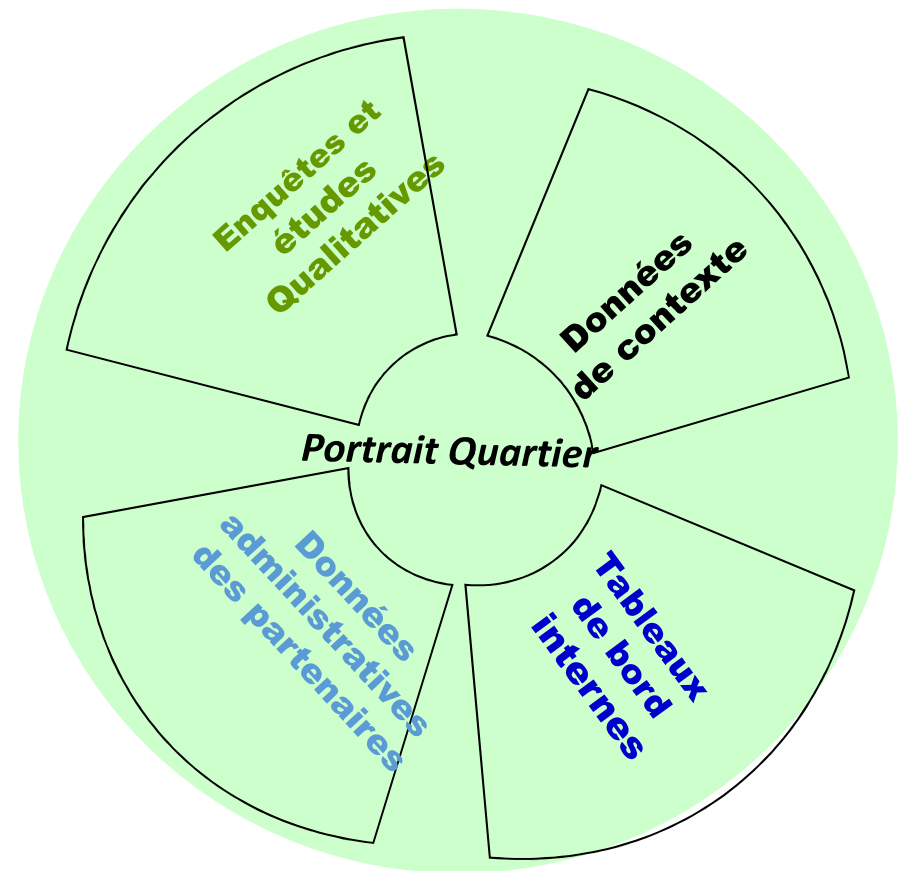 Enquêtes et
études
Qualitatives
Données
de contexte
Portrait Quartier
Données
administratives
des partenaires
Tableaux
de bord
internes